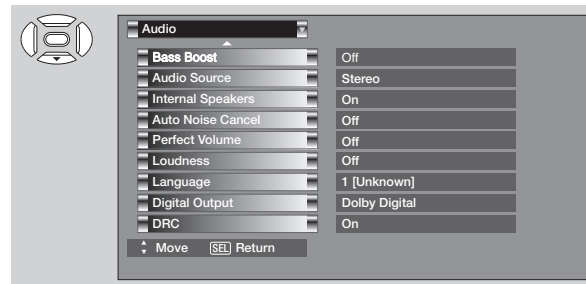 Audio
Bass Boost Off
Audio Source Stereo
Internal Speakers On
Auto Noise Cancel Off
Perfect Volume Off
Loudness Off
Language 1 [Unknown]
Digital Output Dolby Digital
DRC On
Move SEL Return